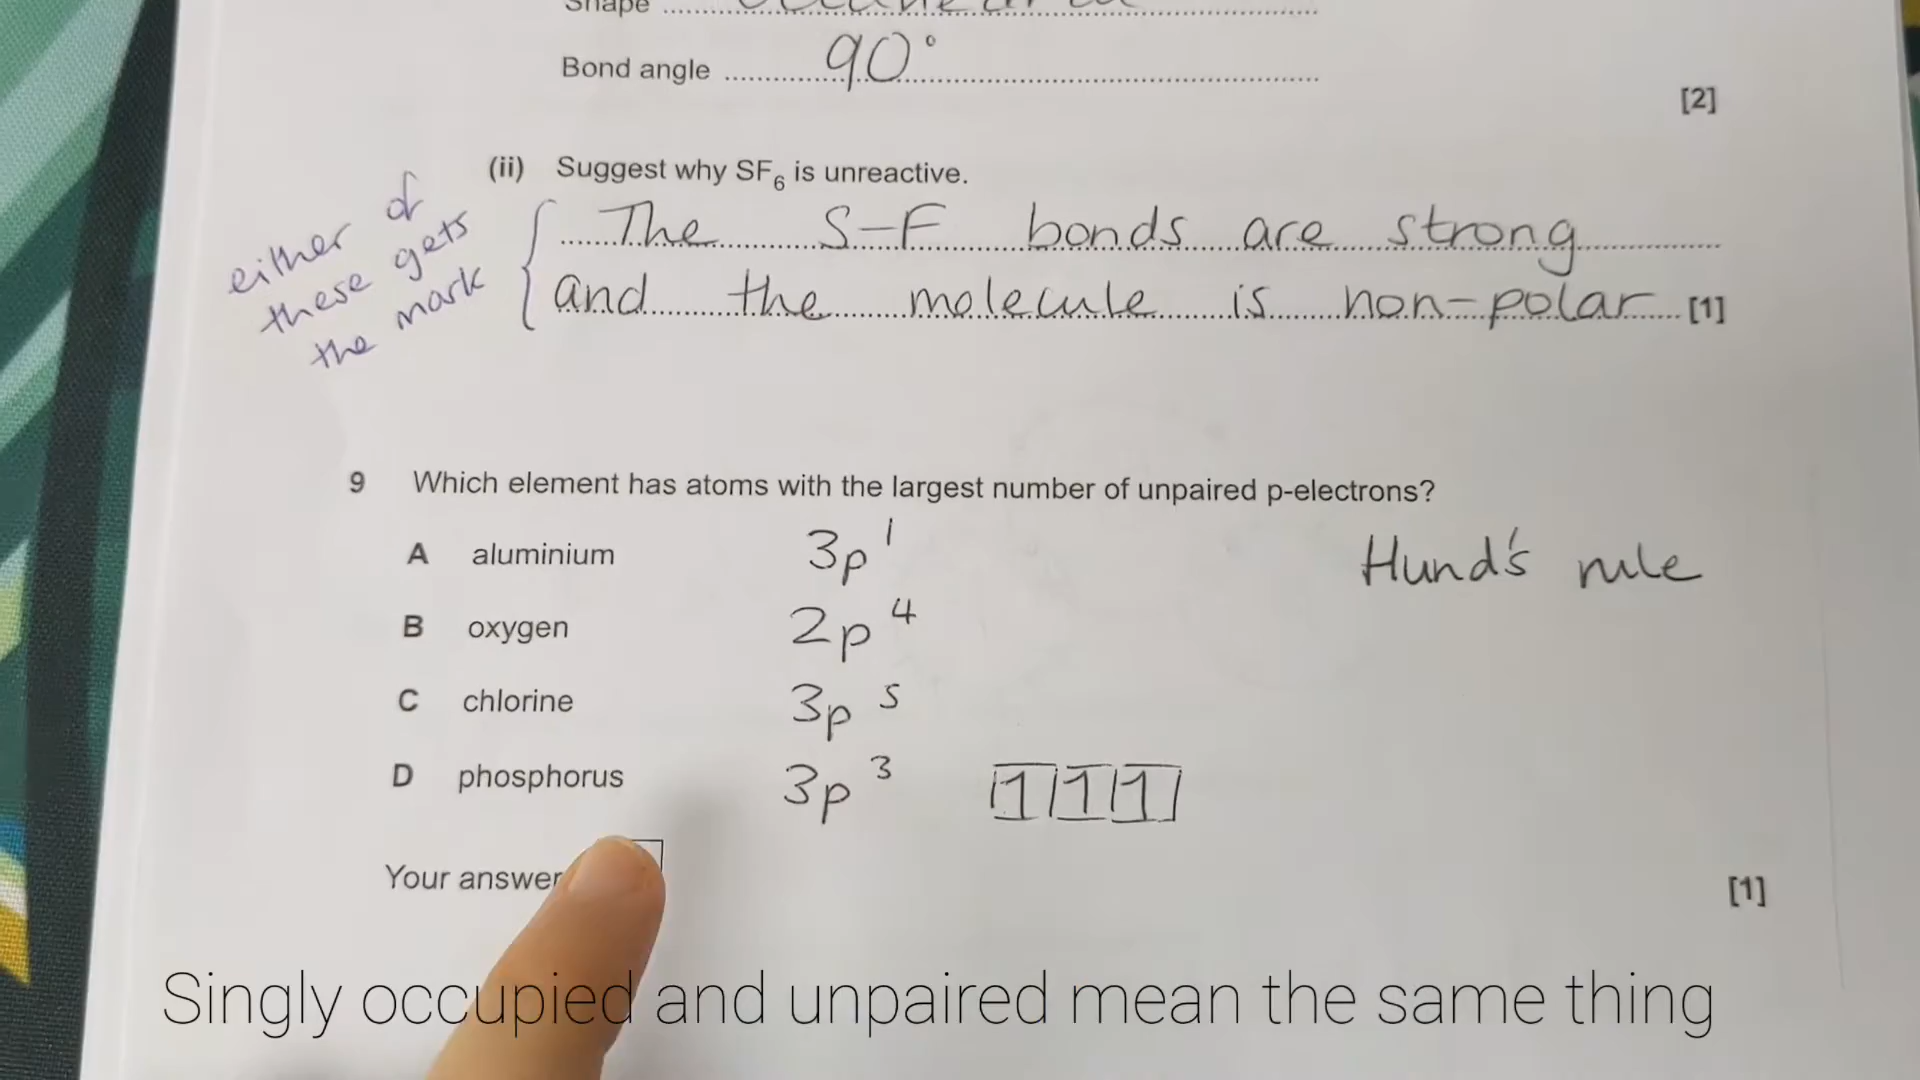 Shape
Bond angle 90°
[2]
(ii) Suggest why SF6 is unreactive.
either of
these gets
the mark
The S-F bonds are strong
and the molecule is non-polar [1]
9 Which element has atoms with the largest number of unpaired p-electrons?
A aluminium 3p1
Hund's rule
B oxygen 2p4
C chlorine 3p5
D phosphorus 3p3 111
Your answer
[1]
Singly occupied and unpaired mean the same thing